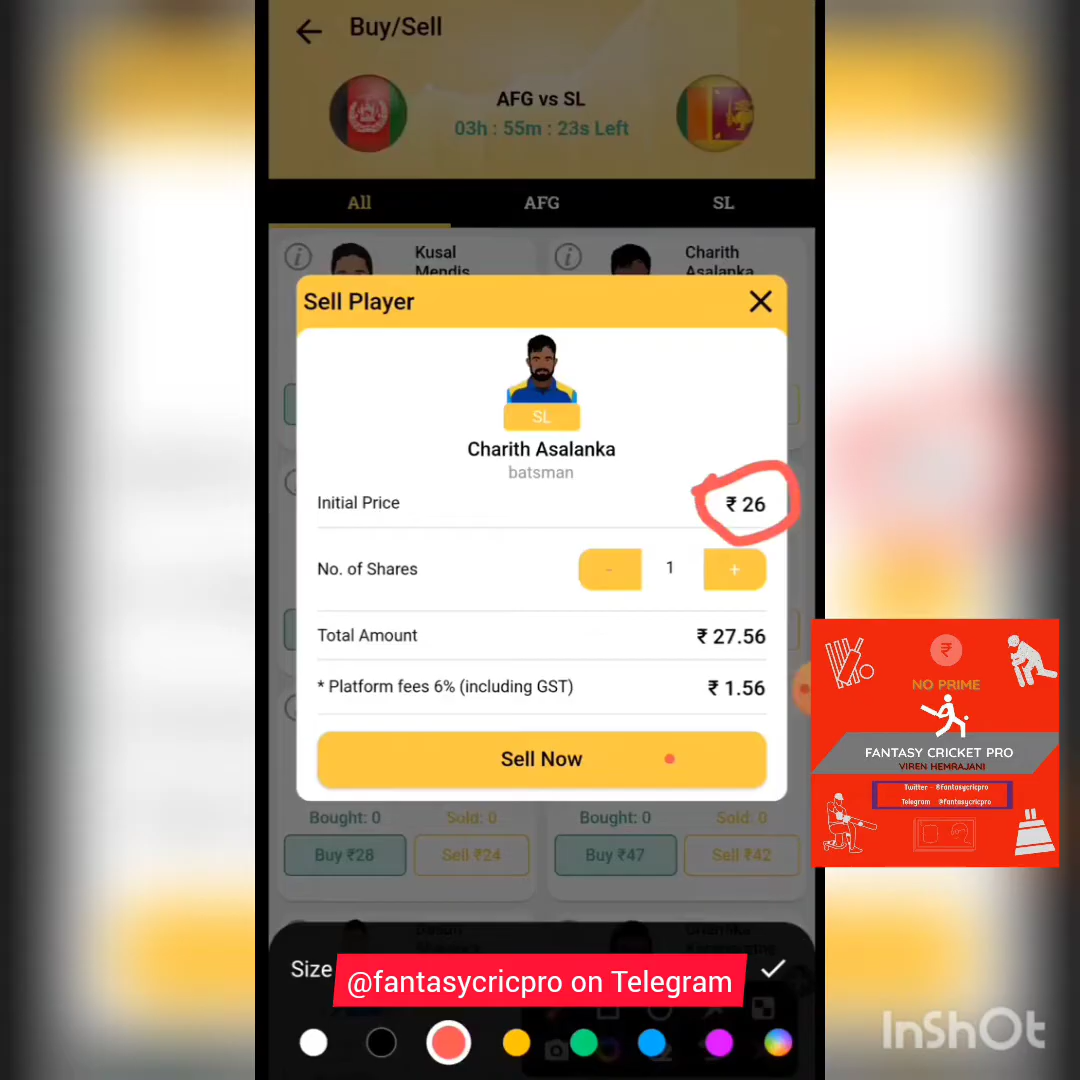 Buy/Sell
AFG vs SL
03h : 55m : 23s Left
All
AFG
SL
Kusal
Mendis
Charith
Asalanka
Sell Player
SL
Charith Asalanka
batsman
Initial Price
₹ 26
No. of Shares
-
1
+
Total Amount
₹ 27.56
* Platform fees 6% (including GST)
₹ 1.56
Sell Now
Bought: 0
Sold: 0
Bought: 0
Sold: 0
Buy ₹28
Sell ₹24
Buy ₹47
Sell ₹42
Size
@fantasycricpro on Telegram
₹
NO PRIME
FANTASY CRICKET PRO
VIREN HEMRAJANI
Twitter - @fantasycricpro
Telegram @fantasycricpro
InShOt